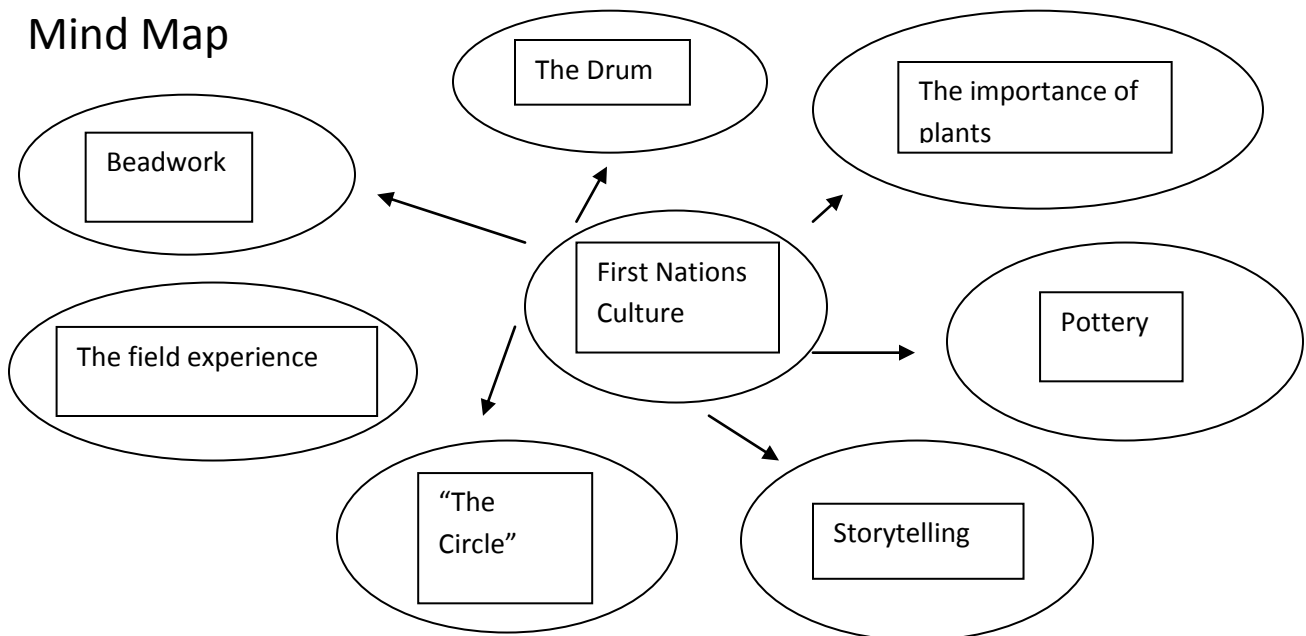 Mind Map
The Drum
The importance of
plants
Beadwork
First Nations
Culture
Pottery
The field experience
“The
Circle”
Storytelling